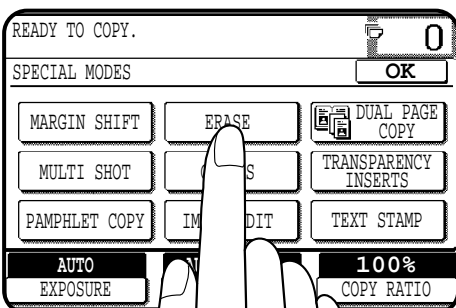 READY TO COPY.
0
SPECIAL MODES
OK
MARGIN SHIFT
ERASE
DUAL PAGE
COPY
MULTI SHOT
TRANSPARENCY
INSERTS
PAMPHLET COPY
TEXT STAMP
AUTO
100%
EXPOSURE
COPY RATIO